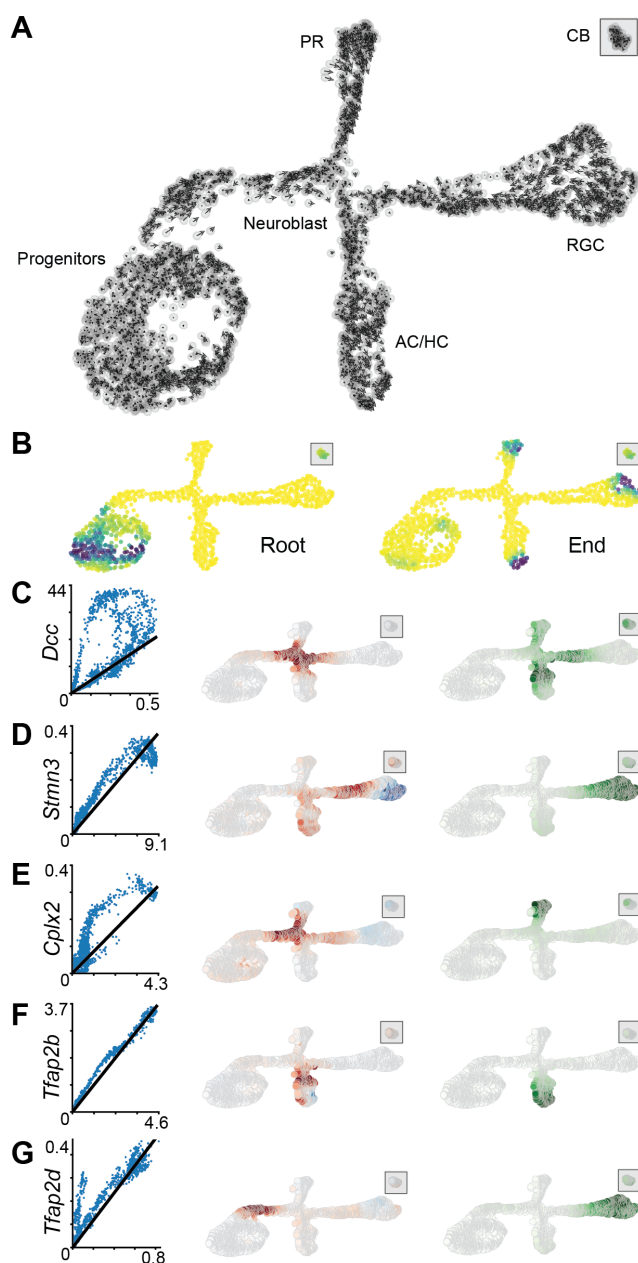 A
PR
CB
Neuroblast
Progenitors
RGC
AC/HC
B
Root
End
C
44
Dcc
0
0.5
D
0.4
Stmn3
0
9.1
E
0.4
Cplx2
0
4.3
F
3.7
Tfap2b
0
4.6
G
0.4
Tfap2d
0
0.8